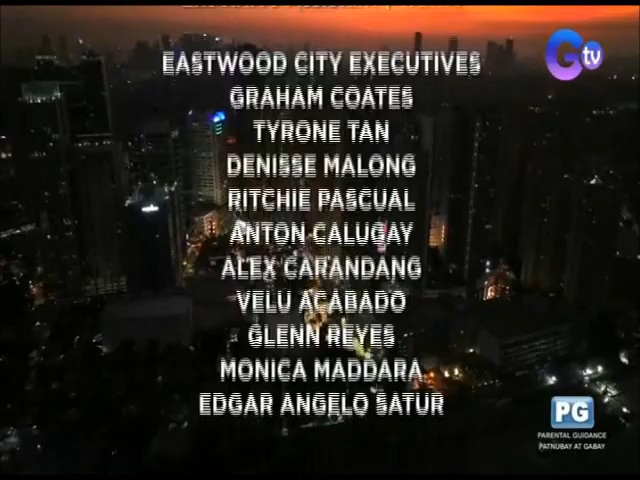 EASTWOOD CITY EXECUTIVES
GRAHAM COATES
TYRONE TAN
DENISSE MALONG
RITCHIE PASCUAL
ANTON CALUGAY
ALEX CARANDANG
VELU ACABADO
GLENN REYES
MONICA MADDARA
EDGAR ANGELO SATUR
Gtv
PG
PARENTAL GUIDANCE
PATNUBAY AT GABAY